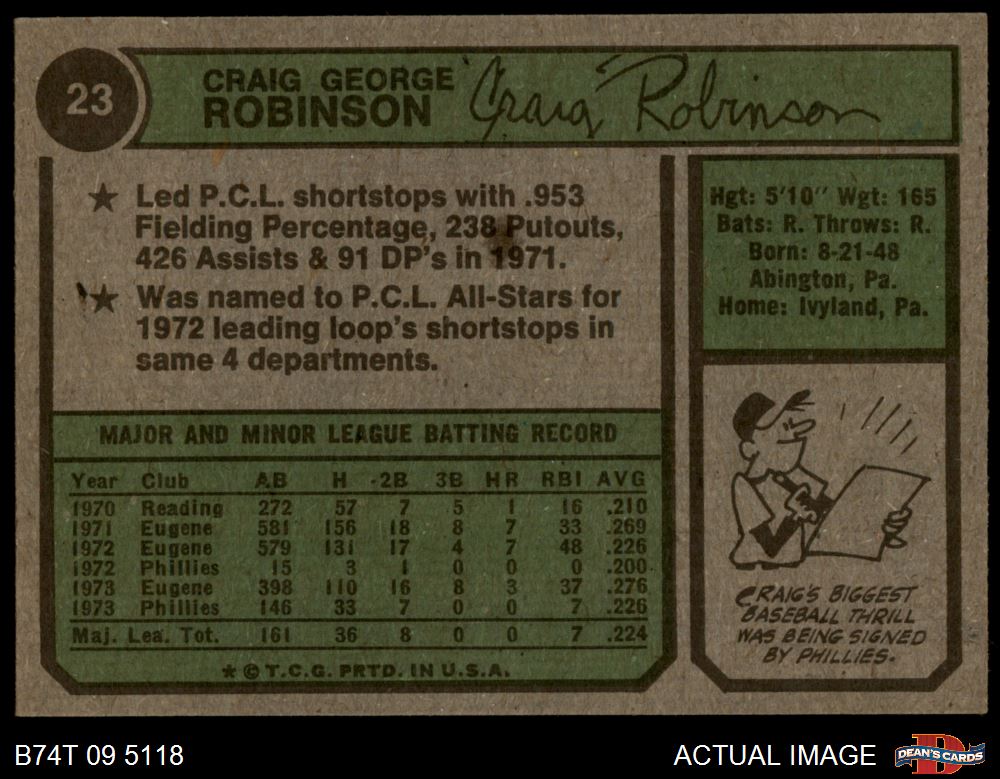 23
CRAIG GEORGE
ROBINSON
Craig Robinson
★ Led P.C.L. shortstops with .953
Fielding Percentage, 238 Putouts,
426 Assists & 91 DP's in 1971.
★ Was named to P.C.L. All-Stars for
1972 leading loop's shortstops in
same 4 departments.
Hgt: 5'10" Wgt: 165
Bats: R. Throws: R.
Born: 8-21-48
Abington, Pa.
Home: Ivyland, Pa.
MAJOR AND MINOR LEAGUE BATTING RECORD
Year Club AB H 2B 3B HR RBI AVG
1970 Reading 272 57 7 5 1 16 .210
1971 Eugene 581 156 18 8 7 33 .269
1972 Eugene 579 131 17 4 7 48 .226
1972 Phillies 15 3 1 0 0 0 .200
1973 Eugene 398 110 16 8 3 37 .276
1973 Phillies 146 33 7 0 0 7 .226
Maj. Lea. Tot. 161 36 8 0 0 7 .224
★ © T.C.G. PRTD. IN U.S.A.
CRAIG'S BIGGEST
BASEBALL THRILL
WAS BEING SIGNED
BY PHILLIES.
B74T 09 5118
ACTUAL IMAGE
D
DEAN'S CARDS